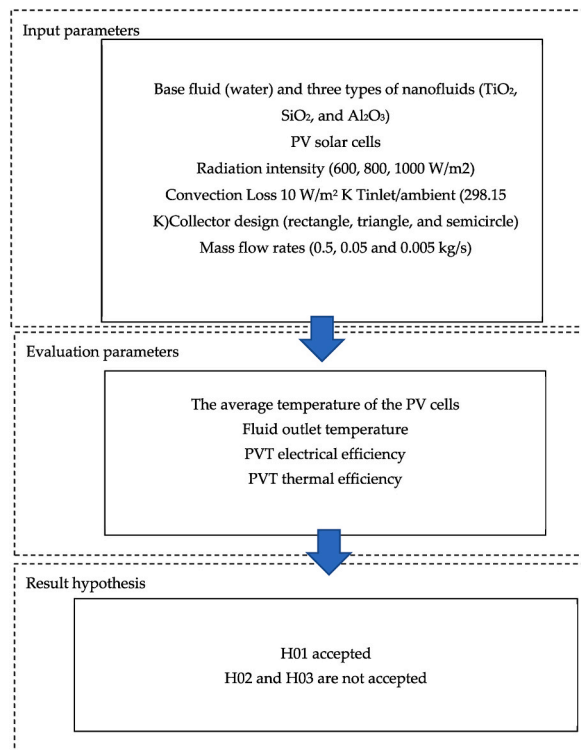 Input parameters
Base fluid (water) and three types of nanofluids (TiO₂,
SiO₂, and Al₂O₃)
PV solar cells
Radiation intensity (600, 800, 1000 W/m2)
Convection Loss 10 W/m² K Tinlet/ambient (298.15
K)Collector design (rectangle, triangle, and semicircle)
Mass flow rates (0.5, 0.05 and 0.005 kg/s)
Evaluation parameters
The average temperature of the PV cells
Fluid outlet temperature
PVT electrical efficiency
PVT thermal efficiency
Result hypothesis
H01 accepted
H02 and H03 are not accepted